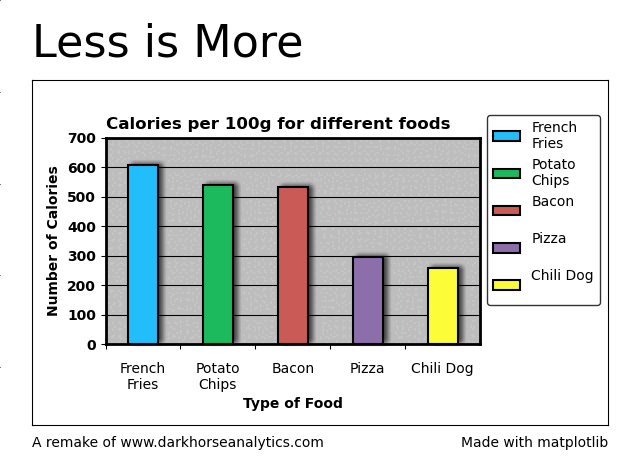 Less is More
Calories per 100g for different foods
Number of Calories
700
600
500
400
300
200
100
0
French
Fries
Potato
Chips
Bacon
Pizza
Chili Dog
Type of Food
French
Fries
Potato
Chips
Bacon
Pizza
Chili Dog
A remake of www.darkhorseanalytics.com
Made with matplotlib